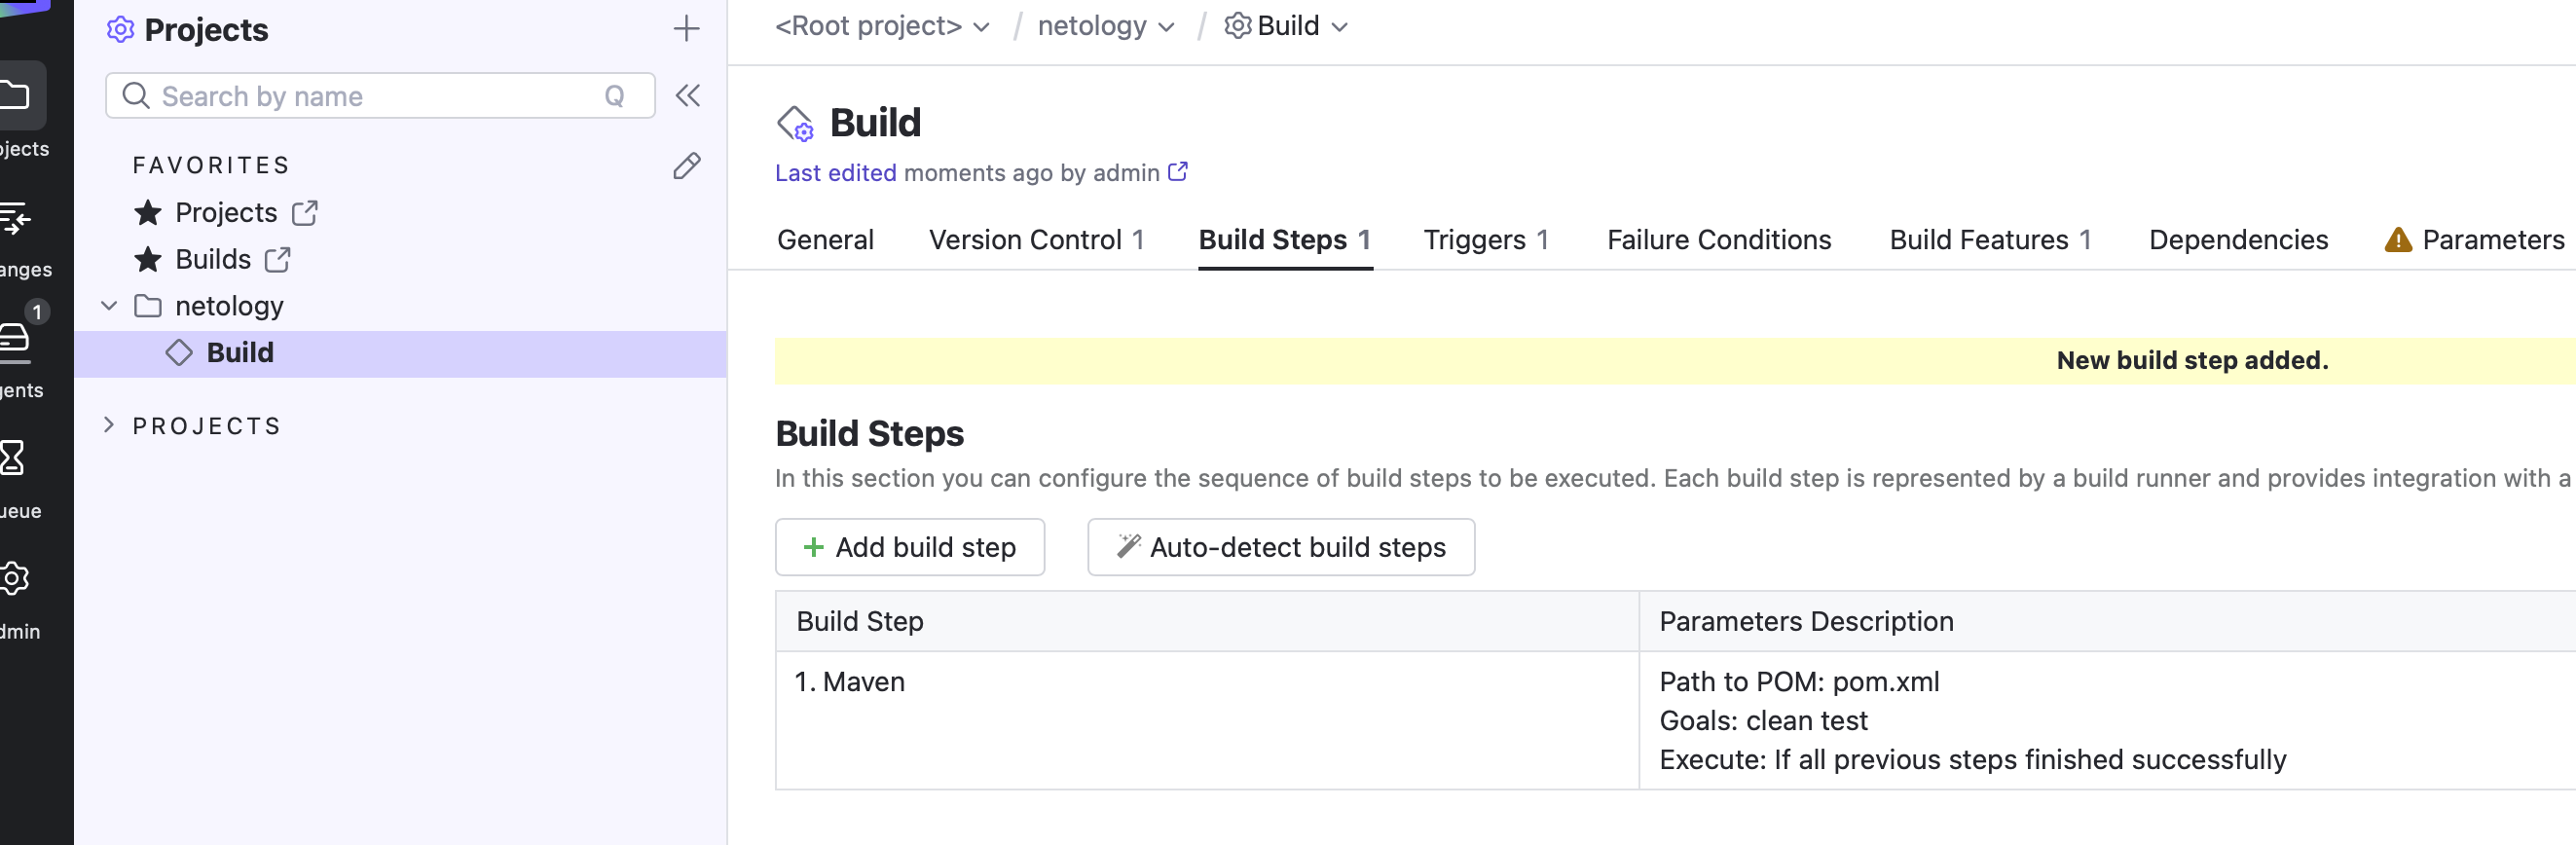 Projects
Search by name Q
FAVORITES
Projects
Builds
netology
Build
PROJECTS
ojects
anges
1
gents
ueue
dmin
<Root project> / netology / Build
Build
Last edited moments ago by admin
General Version Control 1 Build Steps 1 Triggers 1 Failure Conditions Build Features 1 Dependencies Parameters
New build step added.
Build Steps
In this section you can configure the sequence of build steps to be executed. Each build step is represented by a build runner and provides integration with a
Add build step Auto-detect build steps
Build Step Parameters Description
1. Maven Path to POM: pom.xml
Goals: clean test
Execute: If all previous steps finished successfully